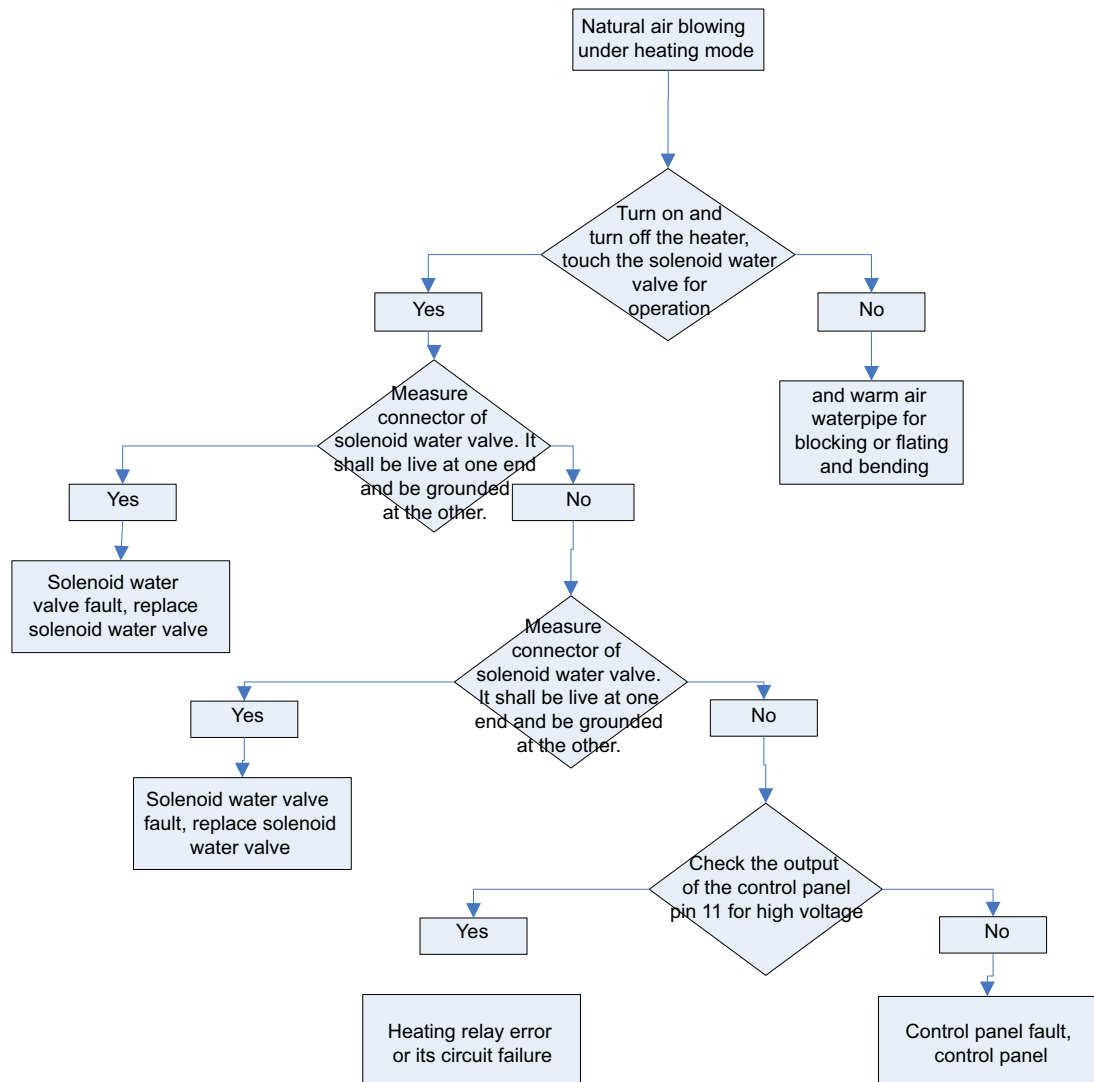 Natural air blowing
under heating mode
Turn on and
turn off the heater,
touch the solenoid water
valve for
operation
Yes
No
Measure
connector of
solenoid water valve. It
shall be live at one end
and be grounded
at the other.
and warm air
waterpipe for
blocking or flating
and bending
Yes
No
Solenoid water
valve fault, replace
solenoid water valve
Measure
connector of
solenoid water valve.
It shall be live at one
end and be grounded
at the other.
Yes
No
Solenoid water valve
fault, replace solenoid
water valve
Check the output
of the control panel
pin 11 for high voltage
Yes
No
Heating relay error
or its circuit failure
Control panel fault,
control panel